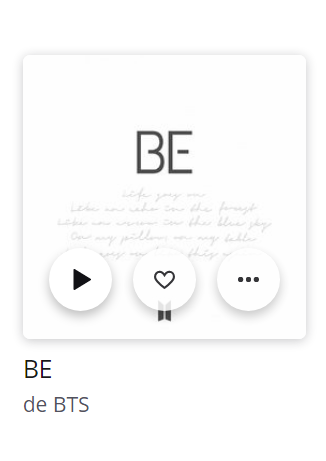 BE
Life goes on
Like an echo in the forest
Like an arrow in the blue sky
On my pillow, on my table
this
BE
de BTS